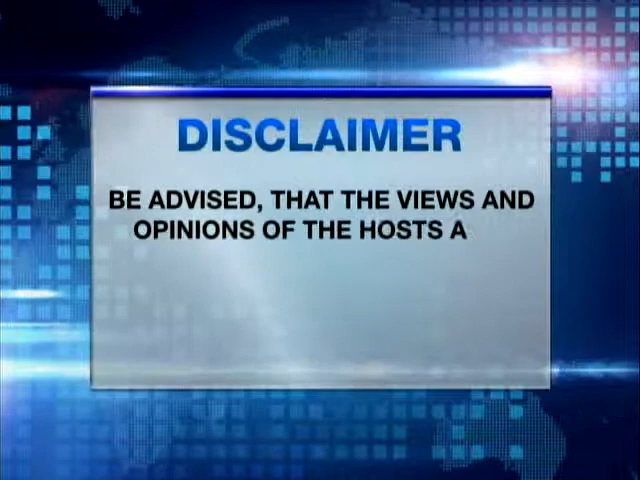 DISCLAIMER
BE ADVISED, THAT THE VIEWS AND
OPINIONS OF THE HOSTS A